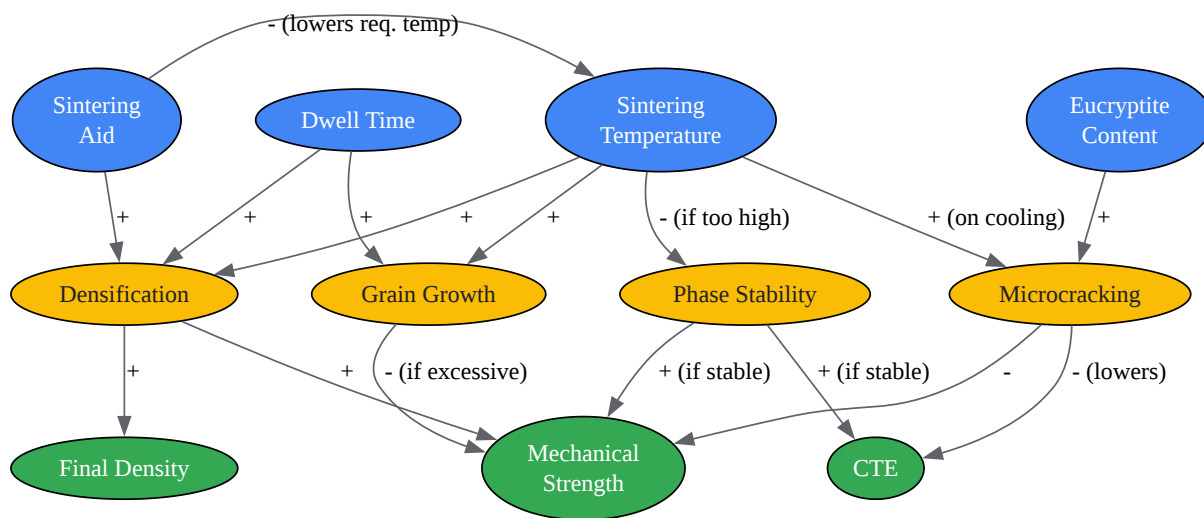 - (lowers req. temp)
Sintering
Aid
Dwell Time
Sintering
Temperature
Eucryptite
Content
+
+
+
+
+
- (if too high)
+ (on cooling)
+
Densification
Grain Growth
Phase Stability
Microcracking
+
+
- (if excessive)
+ (if stable)
+ (if stable)
-
- (lowers)
Final Density
Mechanical
Strength
CTE